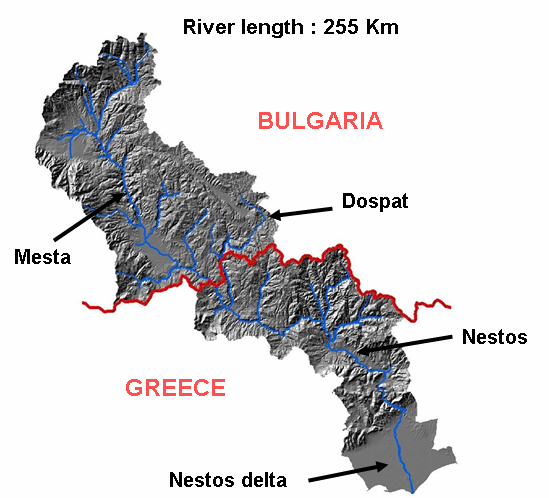 River length : 255 Km
BULGARIA
Dospat
Mesta
Nestos
GREECE
Nestos delta